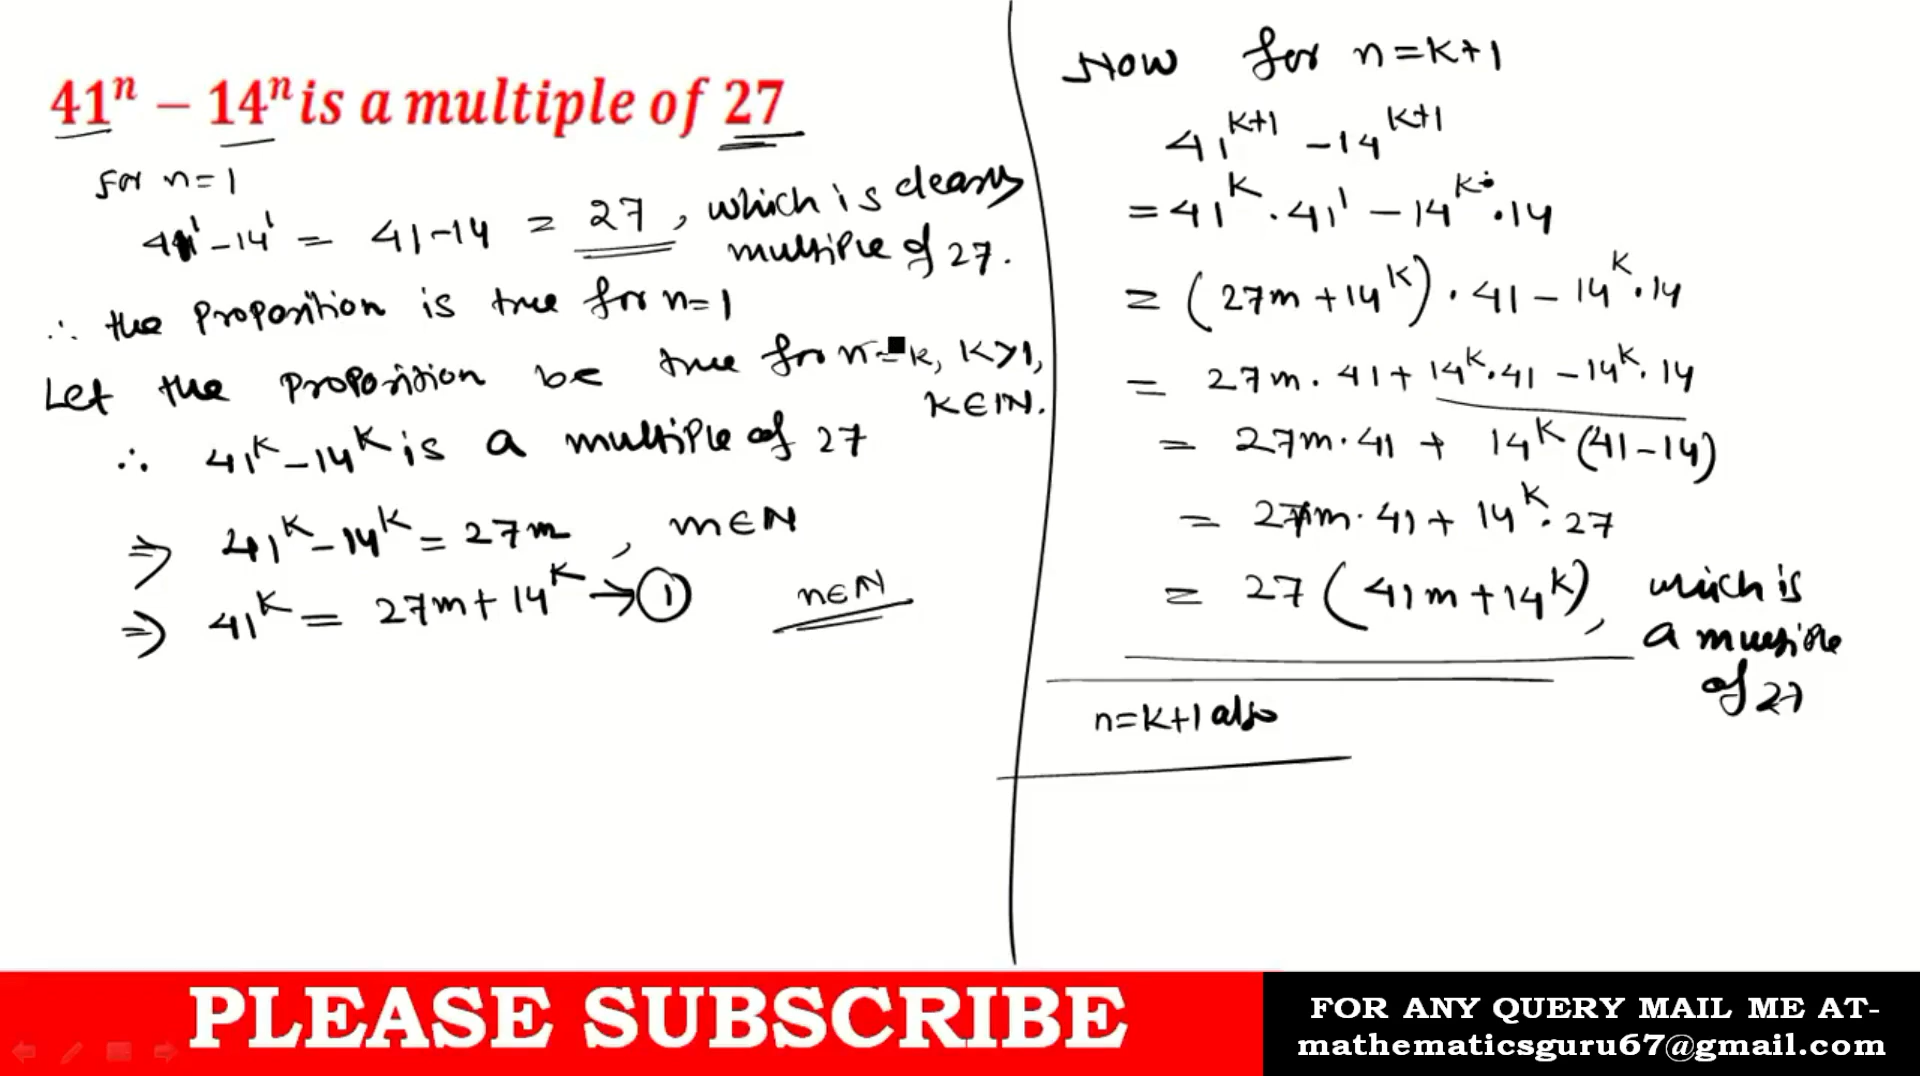 41ⁿ − 14ⁿ is a multiple of 27
for n=1
41¹ - 14¹ = 41-14 = 27, which is clearly
multiple of 27.
∴ the proposition is true for n=1
Let the proposition be true for n=k, k>1,
k∈N.
∴ 41ᵏ - 14ᵏ is a multiple of 27
⇒ 41ᵏ - 14ᵏ = 27m, m∈N
⇒ 41ᵏ = 27m + 14ᵏ → ①
n∈N
Now for n=k+1
41ᵏ⁺¹ - 14ᵏ⁺¹
= 41ᵏ · 41¹ - 14ᵏ · 14
= (27m + 14ᵏ) · 41 - 14ᵏ · 14
= 27m · 41 + 14ᵏ · 41 - 14ᵏ · 14
= 27m · 41 + 14ᵏ (41-14)
= 27m · 41 + 14ᵏ · 27
= 27 (41m + 14ᵏ), which is
a multiple
of 27
n=k+1 also
PLEASE SUBSCRIBE
FOR ANY QUERY MAIL ME AT-
mathematicsguru67@gmail.com